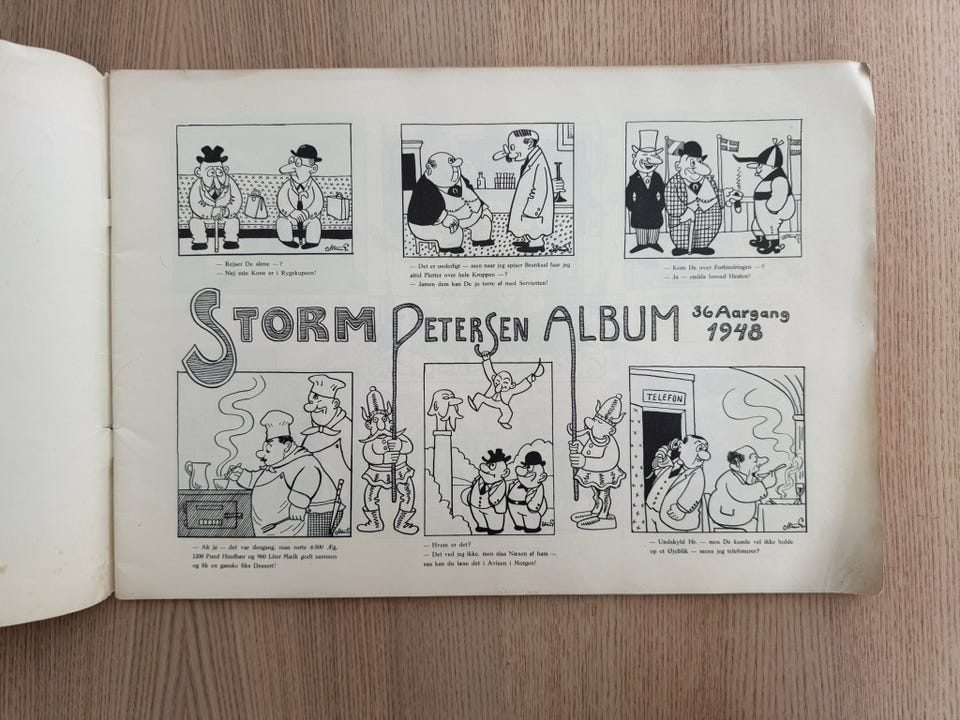 — Rejser De alene —?
— Nej min Kone er i Rygekupeen!
— Det er underligt — men naar jeg spiser Brunkaal faar jeg
altid Pletter over hele Kroppen —?
— Jamen dem kan De jo tørre af med Servietten!
— Kom De over Forhindringen —?
— Ja — endda forend Hesten!
STORM PETERSEN ALBUM 36 Aargang
1948
TELEFON
— Ak ja — det var dengang, man rørte 4-500 Æg,
1200 Pund Hindbær og 960 Liter Mælk godt sammen
og fik en ganske fiks Dessert!
— Hvem er det?
— Det ved jeg ikke, men slaa Næsen af ham —
saa kan du læse det i Avisen i Morgen!
— Undskyld Hr. — men De kunde vel ikke holde
op et Øjeblik — mens jeg telefonerer?